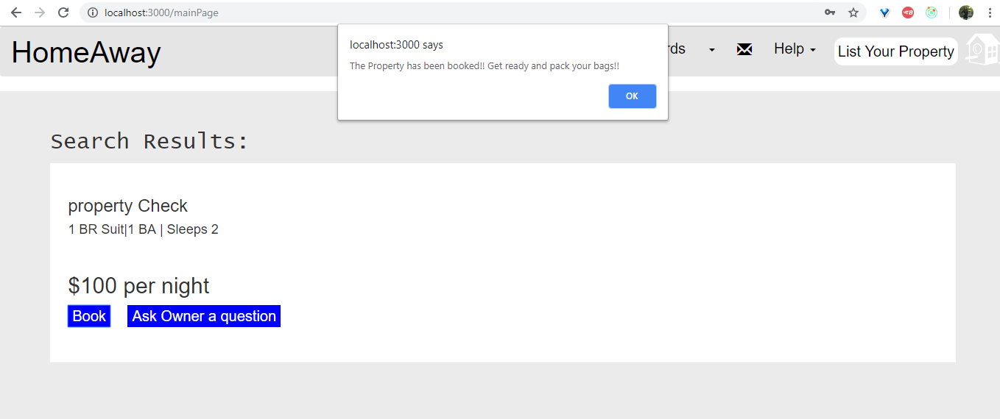 localhost:3000/mainPage
HomeAway
localhost:3000 says
The Property has been booked!! Get ready and pack your bags!!
OK
rds
Help
List Your Property
Search Results:
property Check
1 BR Suit|1 BA | Sleeps 2
$100 per night
Book
Ask Owner a question